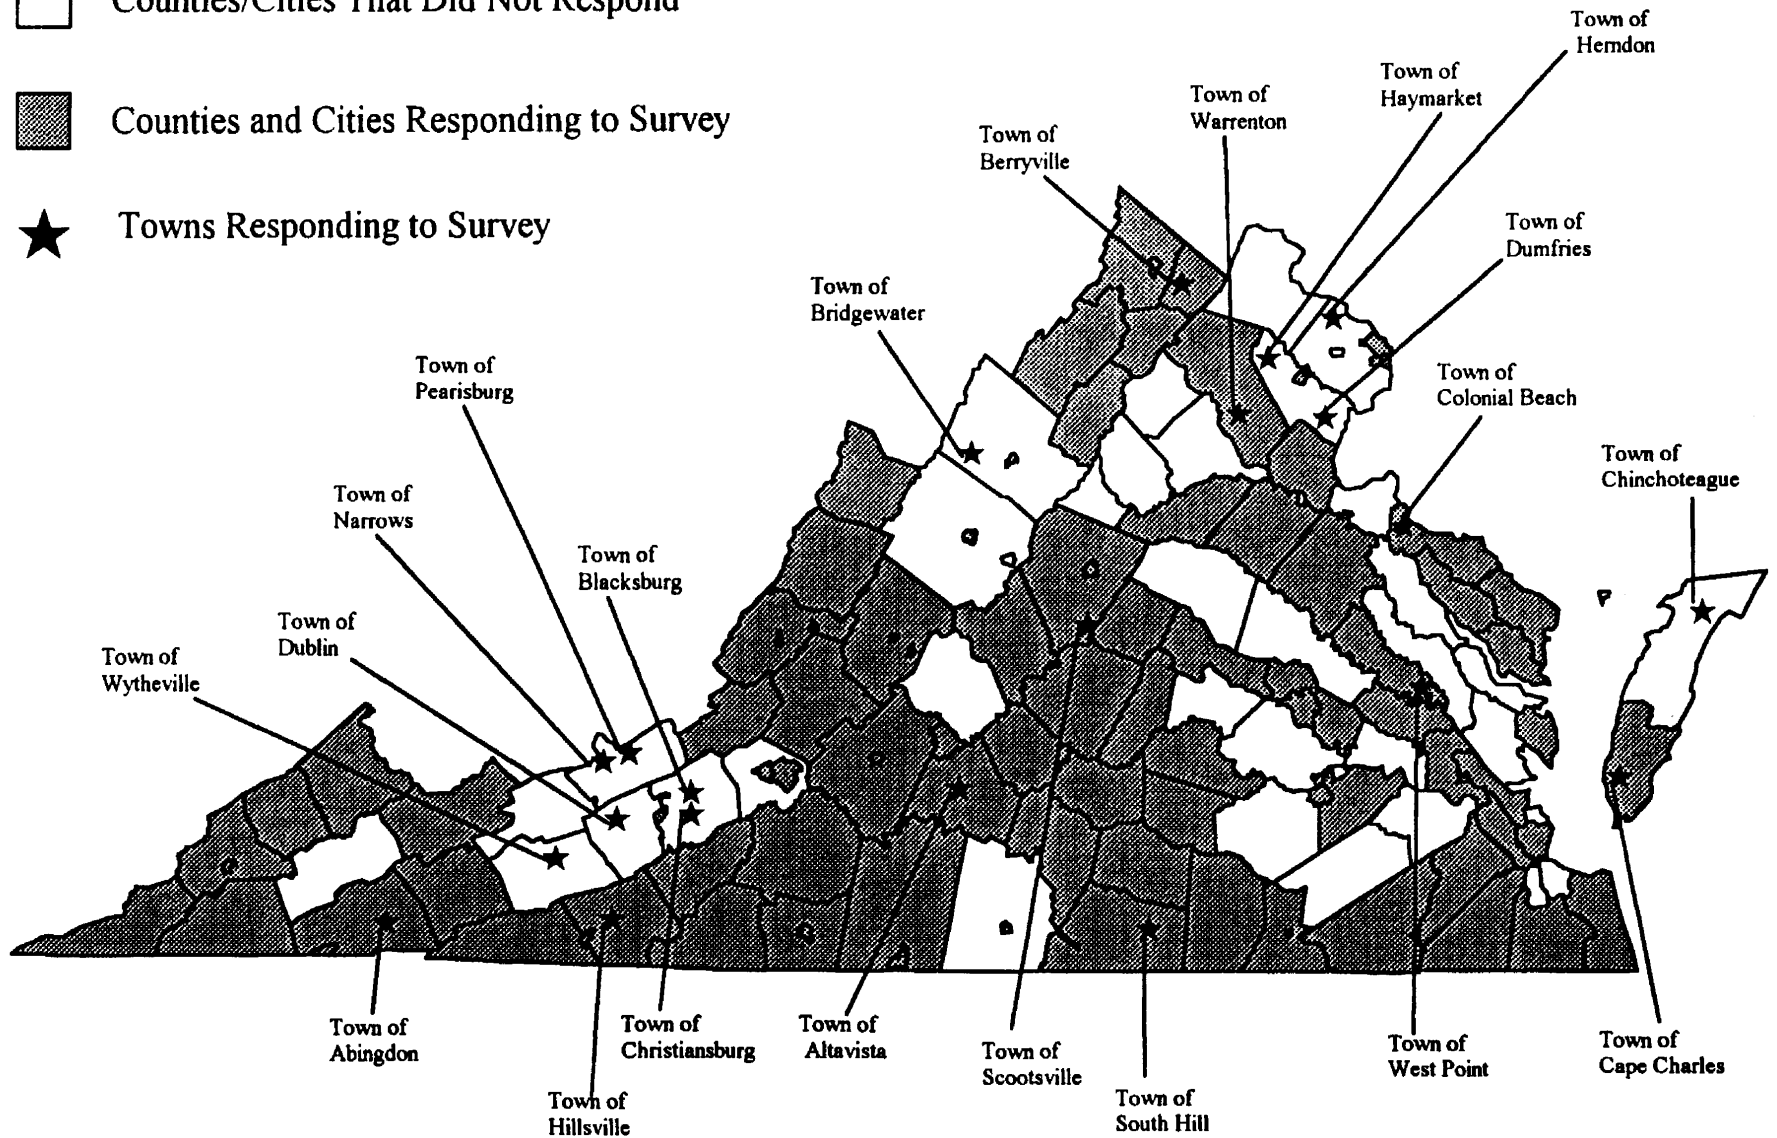 Counties/Cities That Did Not Respond
Counties and Cities Responding to Survey
Towns Responding to Survey
Town of
Herndon
Town of
Haymarket
Town of
Warrenton
Town of
Berryville
Town of
Dumfries
Town of
Bridgewater
Town of
Pearisburg
Town of
Colonial Beach
Town of
Chinchoteague
Town of
Narrows
Town of
Blacksburg
Town of
Dublin
Town of
Wytheville
Town of
Abingdon
Town of
Christiansburg
Town of
Altavista
Town of
Scootsville
Town of
West Point
Town of
Cape Charles
Town of
Hillsville
Town of
South Hill